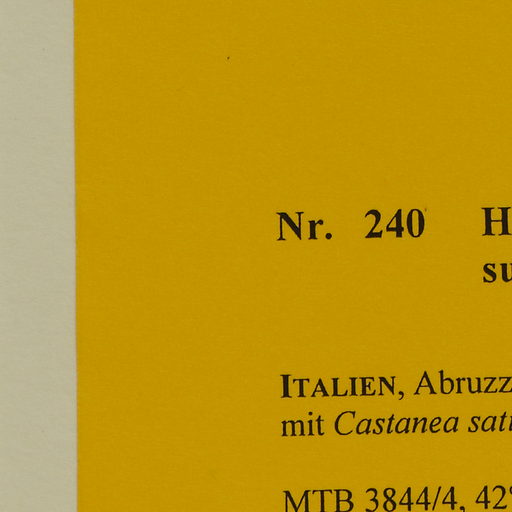 Nr. 240 H
su
ITALIEN, Abruzz
mit Castanea sati
MTB 3844/4, 42°